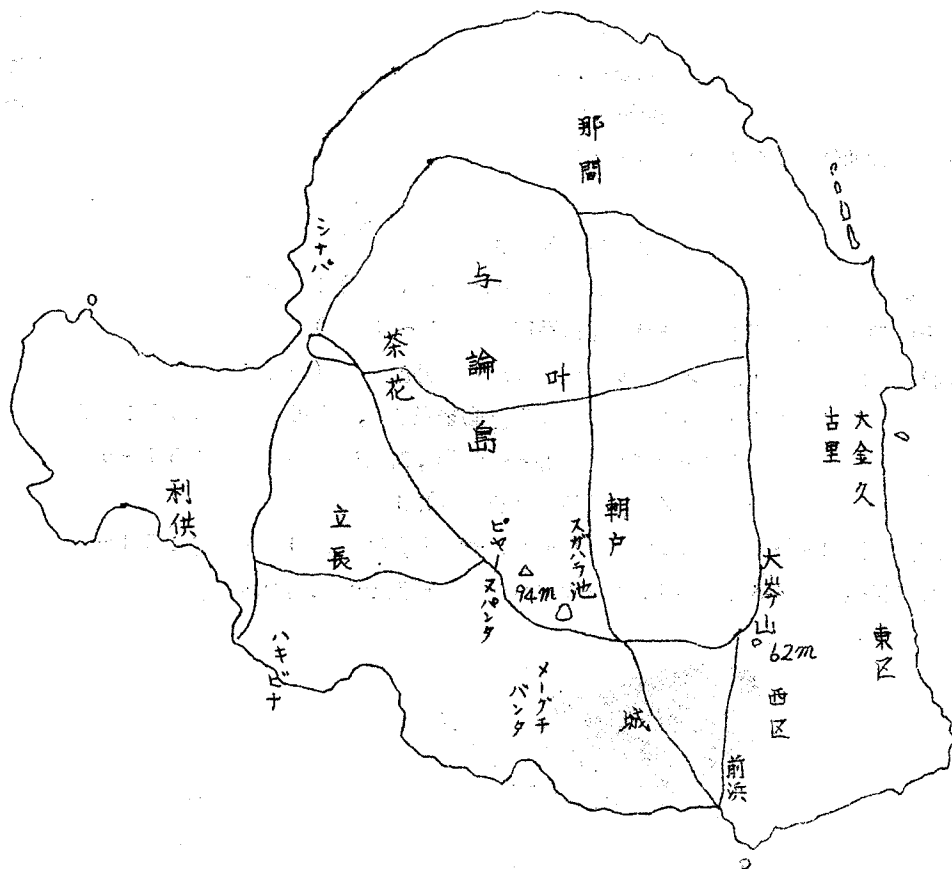 那間
シナバ
与論島
茶花
叶
大金久
古里
利供
立長
朝戸
スガハラ池
ピヤー
ヌパンタ
94m
大岑山
62m
東区
西区
ハキビナ
メーグチ
バンタ
城
前浜